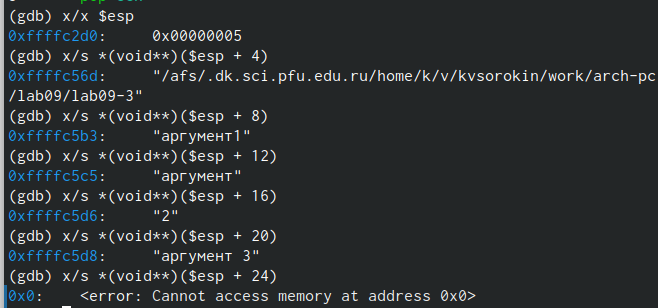 (gdb) x/x $esp
0xffffc2d0: 0x00000005
(gdb) x/s *(void**)($esp + 4)
0xffffc56d: "/afs/.dk.sci.pfu.edu.ru/home/k/v/kvsorokin/work/arch-pc
/lab09/lab09-3"
(gdb) x/s *(void**)($esp + 8)
0xffffc5b3: "аргумент1"
(gdb) x/s *(void**)($esp + 12)
0xffffc5c5: "аргумент"
(gdb) x/s *(void**)($esp + 16)
0xffffc5d6: "2"
(gdb) x/s *(void**)($esp + 20)
0xffffc5d8: "аргумент 3"
(gdb) x/s *(void**)($esp + 24)
0x0: <error: Cannot access memory at address 0x0>